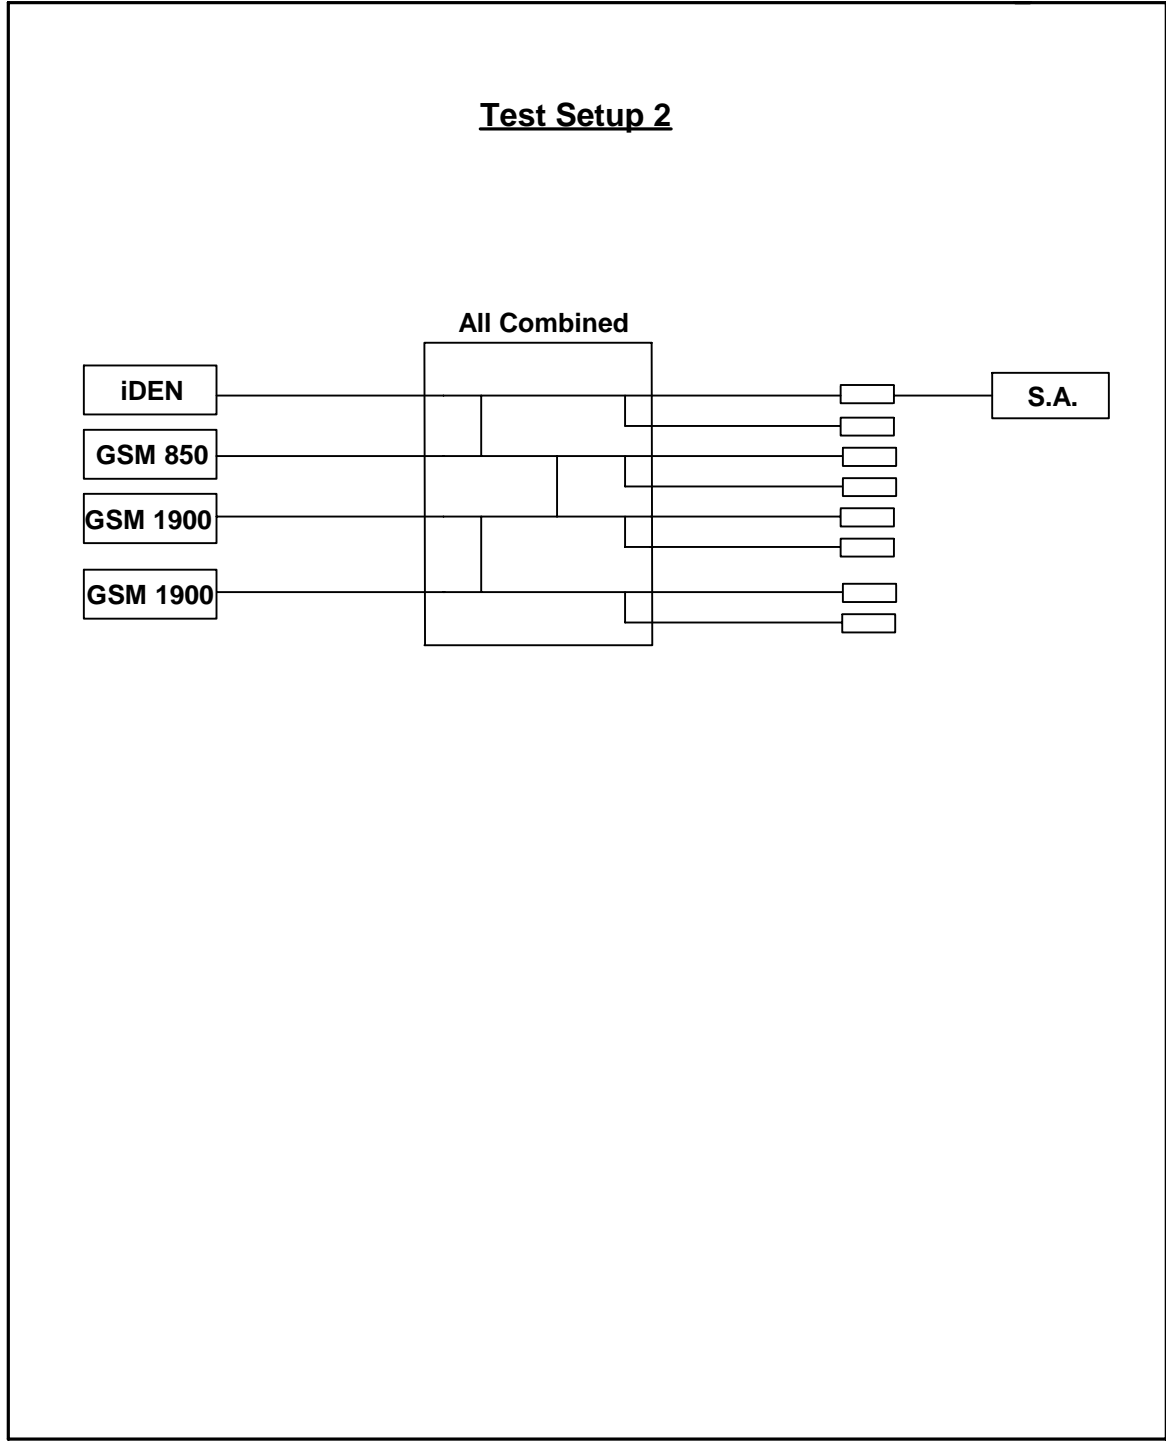 Test Setup 2
All Combined
iDEN
S.A.
GSM 850
GSM 1900
GSM 1900